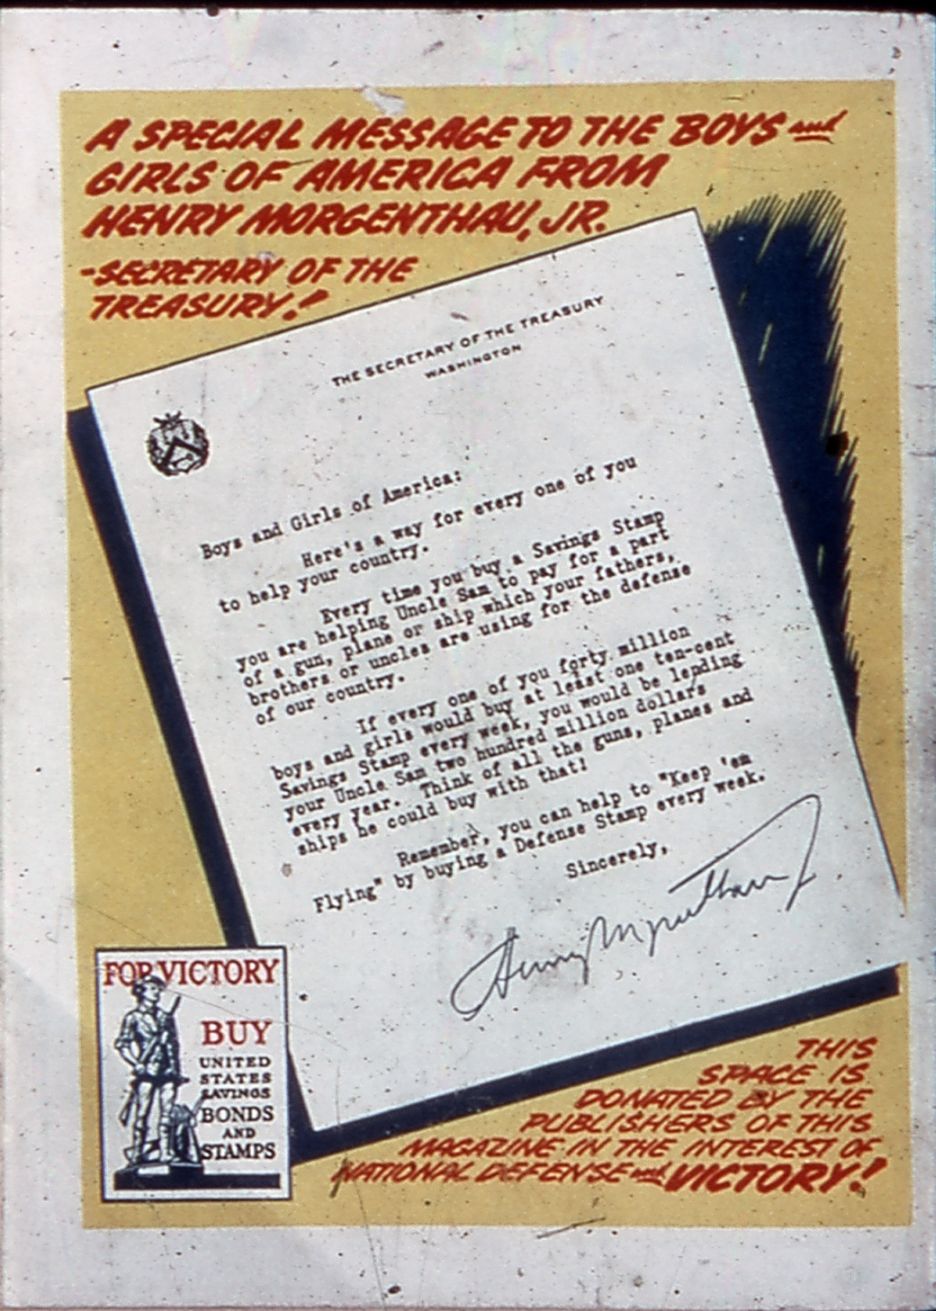 A SPECIAL MESSAGE TO THE BOYS and
GIRLS OF AMERICA FROM
HENRY MORGENTHAU, JR.
-SECRETARY OF THE
TREASURY!
THE SECRETARY OF THE TREASURY
WASHINGTON
Boys and Girls of America:
Here's a way for every one of you
to help your country.
Every time you buy a Savings Stamp
you are helping Uncle Sam to pay for a part
of a gun, plane or ship which your fathers,
brothers or uncles are using for the defense
of our country.
If every one of you forty million
boys and girls would buy at least one ten-cent
Savings Stamp every week, you would be lending
your Uncle Sam two hundred million dollars
every year. Think of all the guns, planes and
ships he could buy with that!
Remember, you can help to "Keep 'em
Flying" by buying a Defense Stamp every week.
Sincerely,
Henry Morgenthau Jr
FOR VICTORY
BUY
UNITED
STATES
SAVINGS
BONDS
AND
STAMPS
THIS
SPACE IS
DONATED BY THE
PUBLISHERS OF THIS
MAGAZINE IN THE INTEREST OF
NATIONAL DEFENSE and VICTORY!